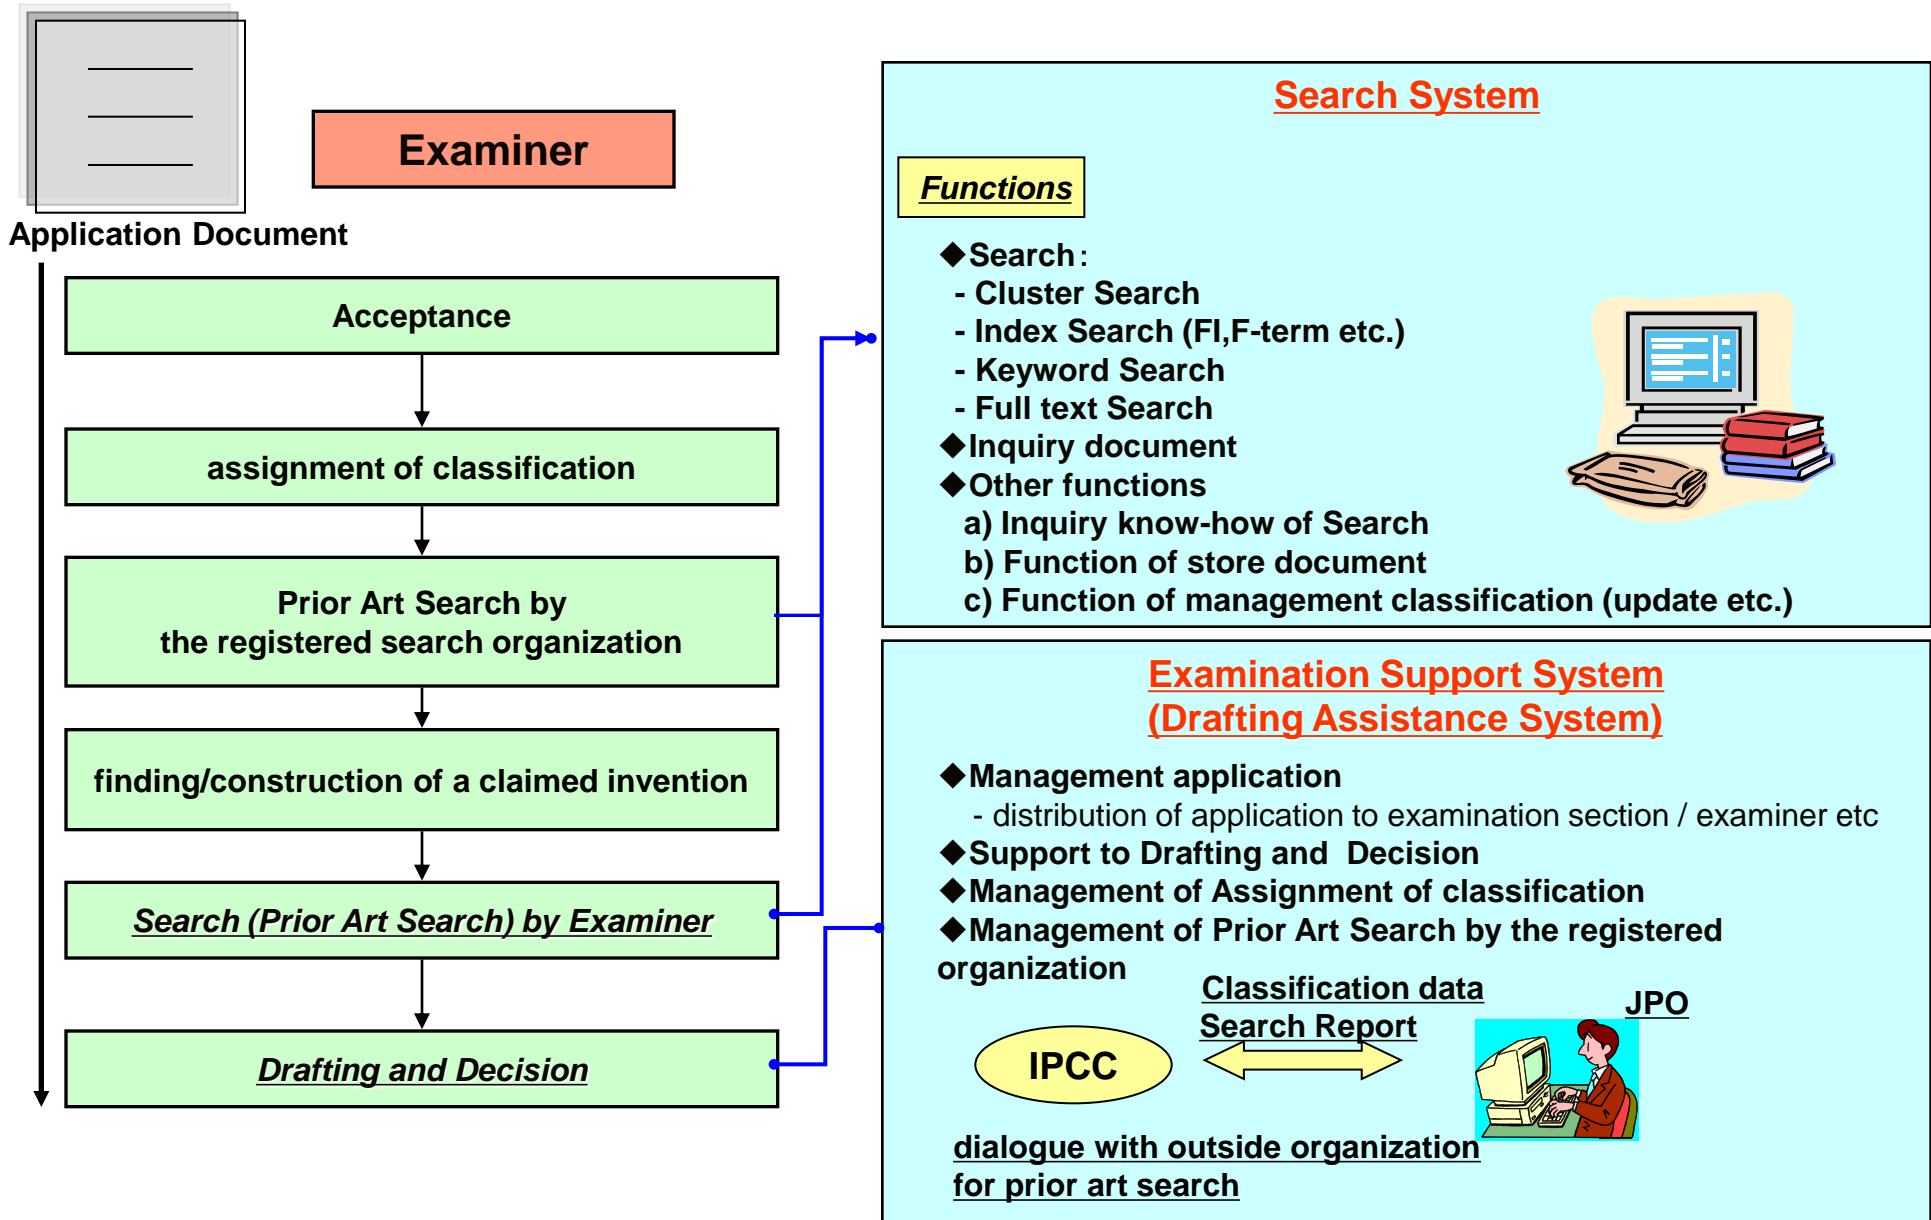 Examiner
Application Document
Acceptance
assignment of classification
Prior Art Search by
the registered search organization
finding/construction of a claimed invention
Search (Prior Art Search) by Examiner
Drafting and Decision
Search System
Functions
◆Search：
- Cluster Search
- Index Search (FI,F-term etc.)
- Keyword Search
- Full text Search
◆Inquiry document
◆Other functions
a) Inquiry know-how of Search
b) Function of store document
c) Function of management classification (update etc.)
Examination Support System
(Drafting Assistance System)
◆Management application
- distribution of application to examination section / examiner etc
◆Support to Drafting and Decision
◆Management of Assignment of classification
◆Management of Prior Art Search by the registered
organization
Classification data
Search Report
JPO
IPCC
dialogue with outside organization
for prior art search